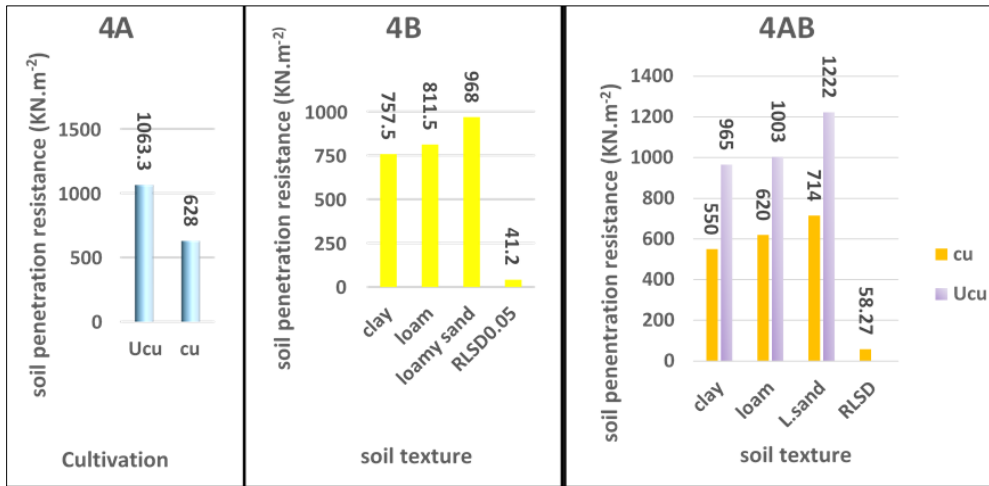 4A
soil penetration resistance (KN.m-2)
1500
1000
500
0
1063.3
628
Ucu
cu
Cultivation
4B
soil penetration resistance (KN.m-2)
1000
750
500
250
0
757.5
811.5
968
41.2
clay
loam
loamy sand
RLSD0.05
soil texture
4AB
soil penentration resistance (KN.m-2)
1400
1200
1000
800
600
400
200
0
550
965
620
1003
714
1222
58.27
clay
loam
L.sand
RLSD
soil texture
cu
Ucu